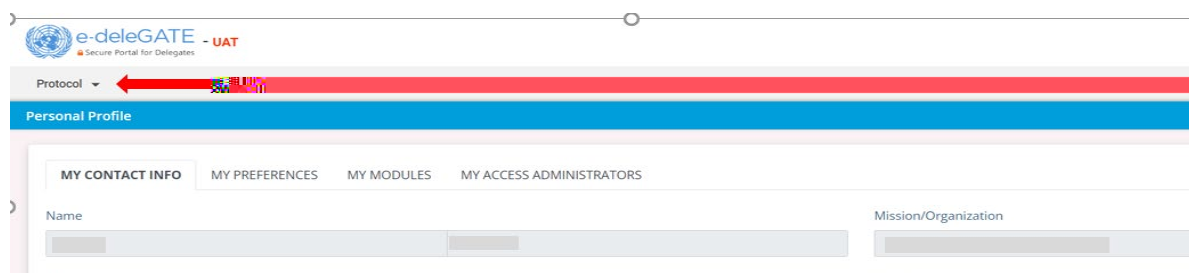 e-deleGATE - UAT
Secure Portal for Delegates
Protocol
Personal Profile
MY CONTACT INFO MY PREFERENCES MY MODULES MY ACCESS ADMINISTRATORS
Name Mission/Organization